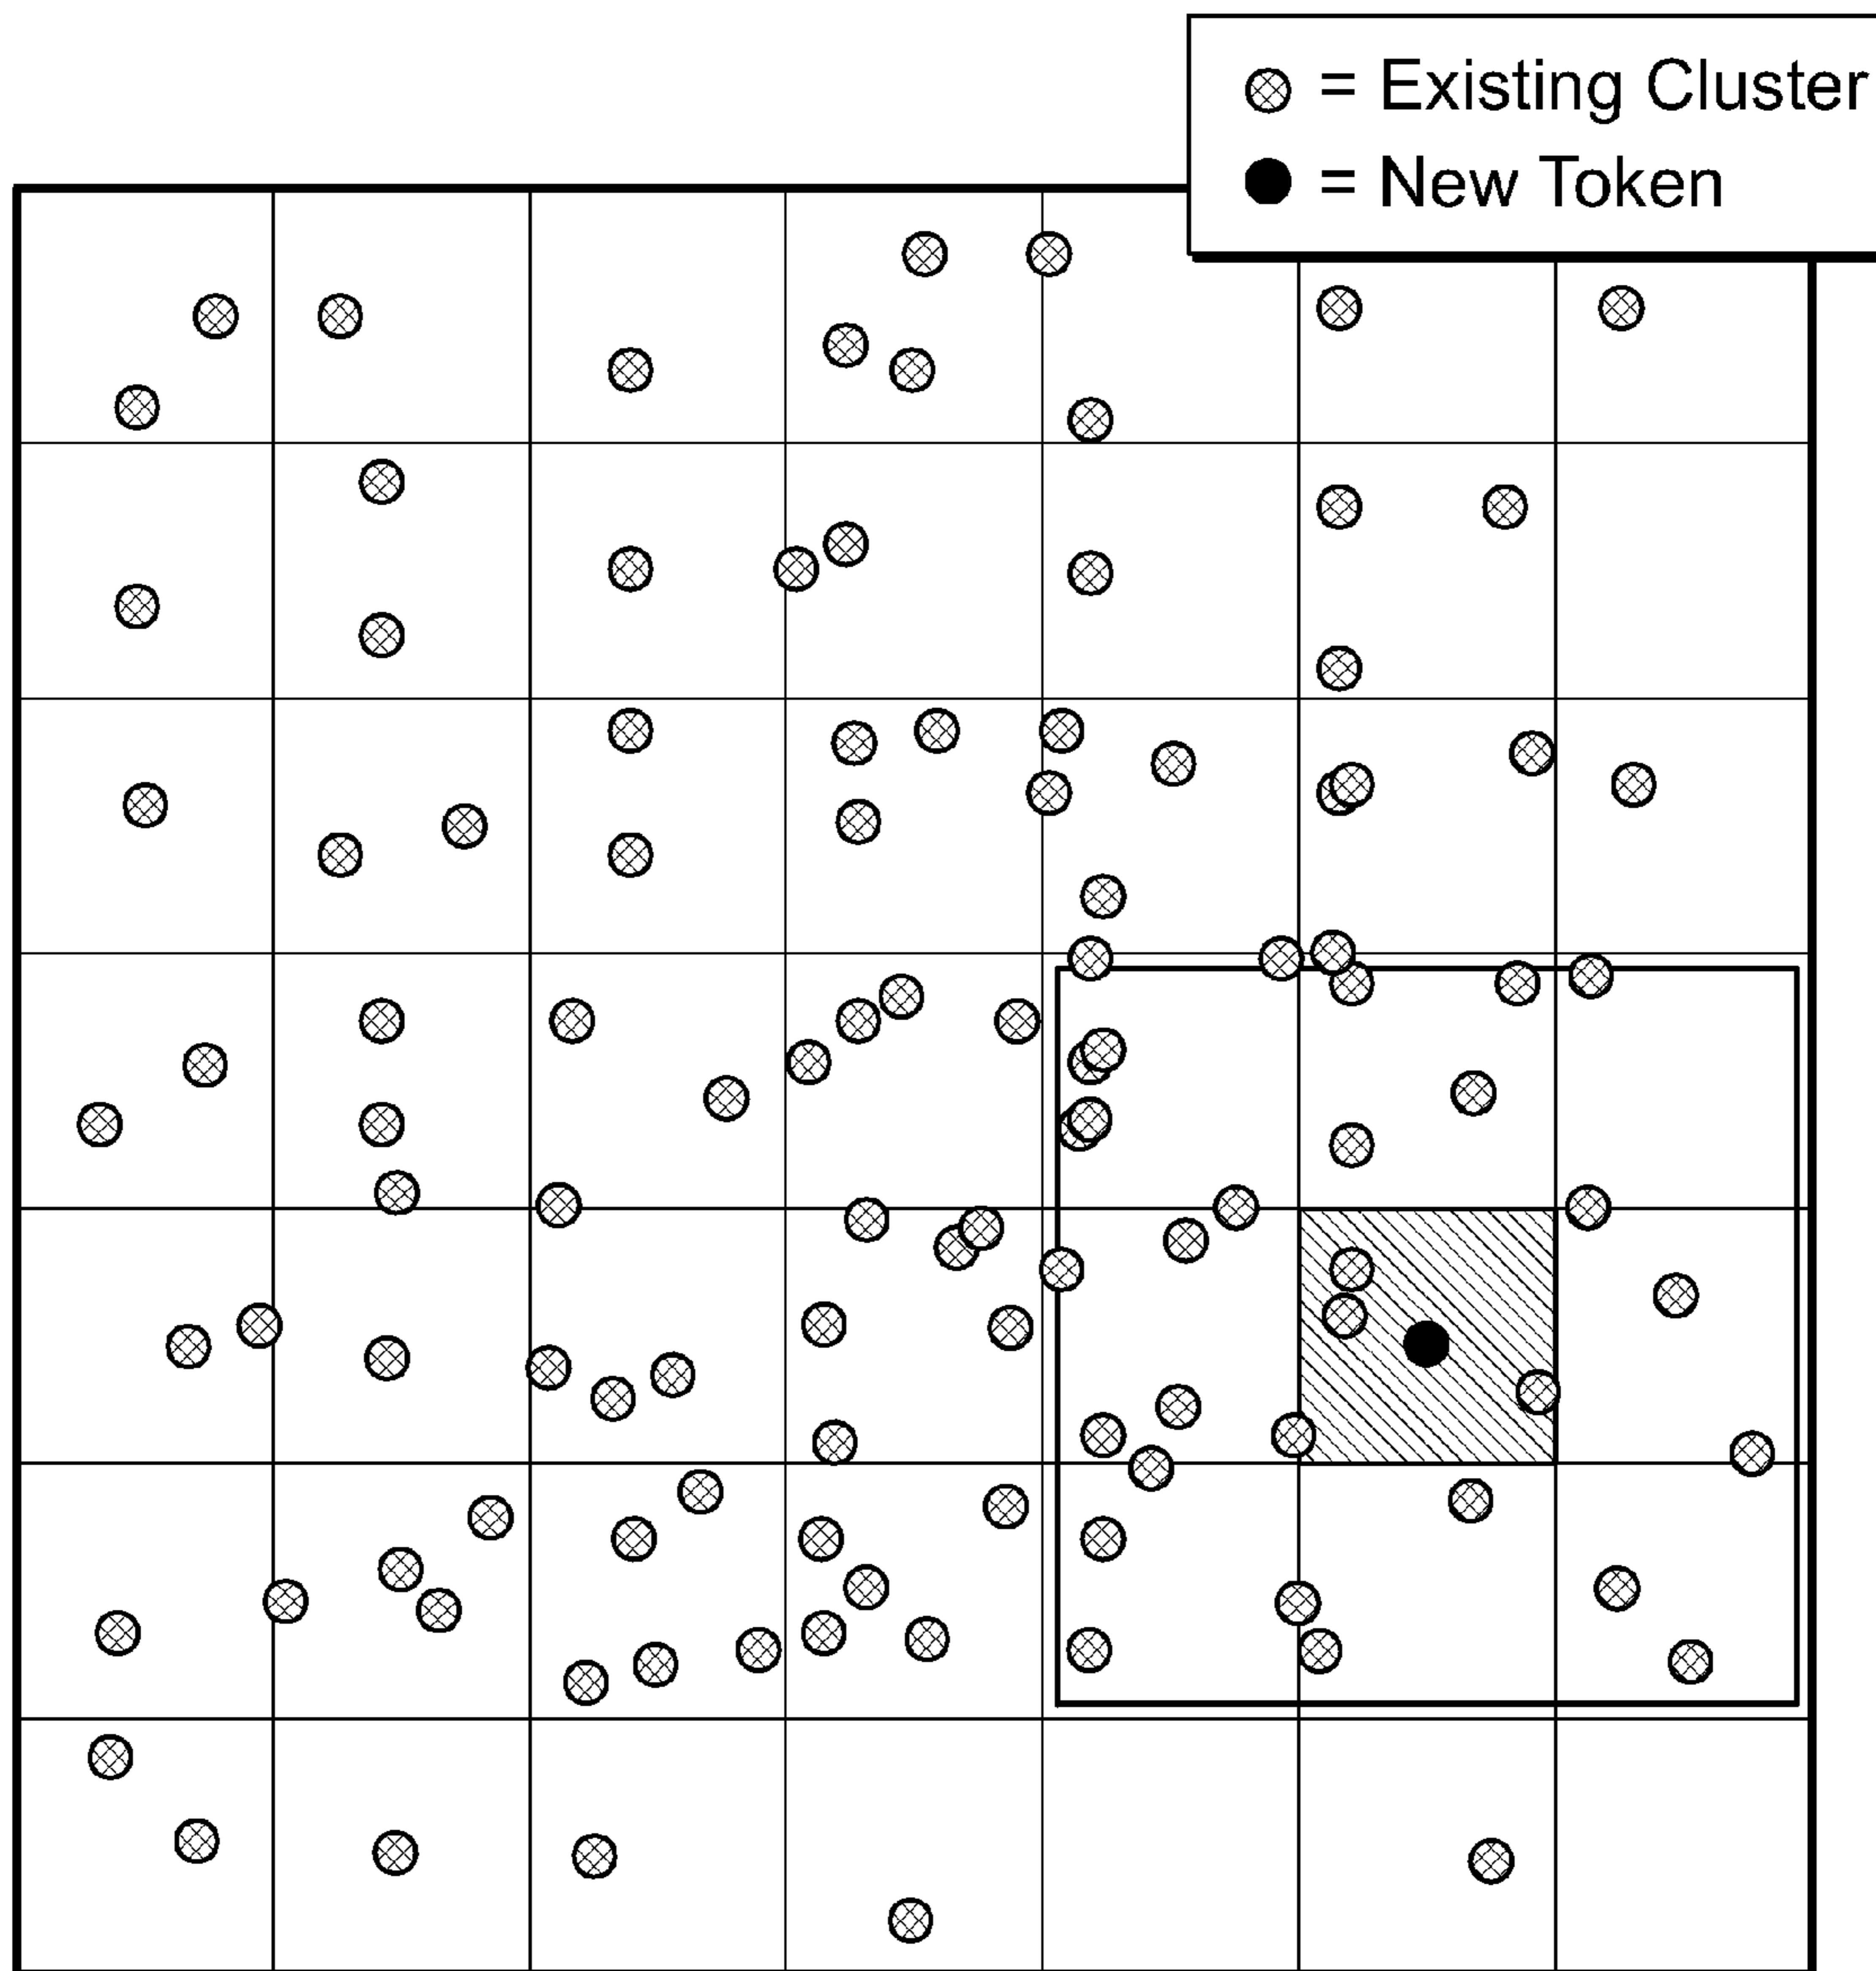 = Existing Cluster
= New Token